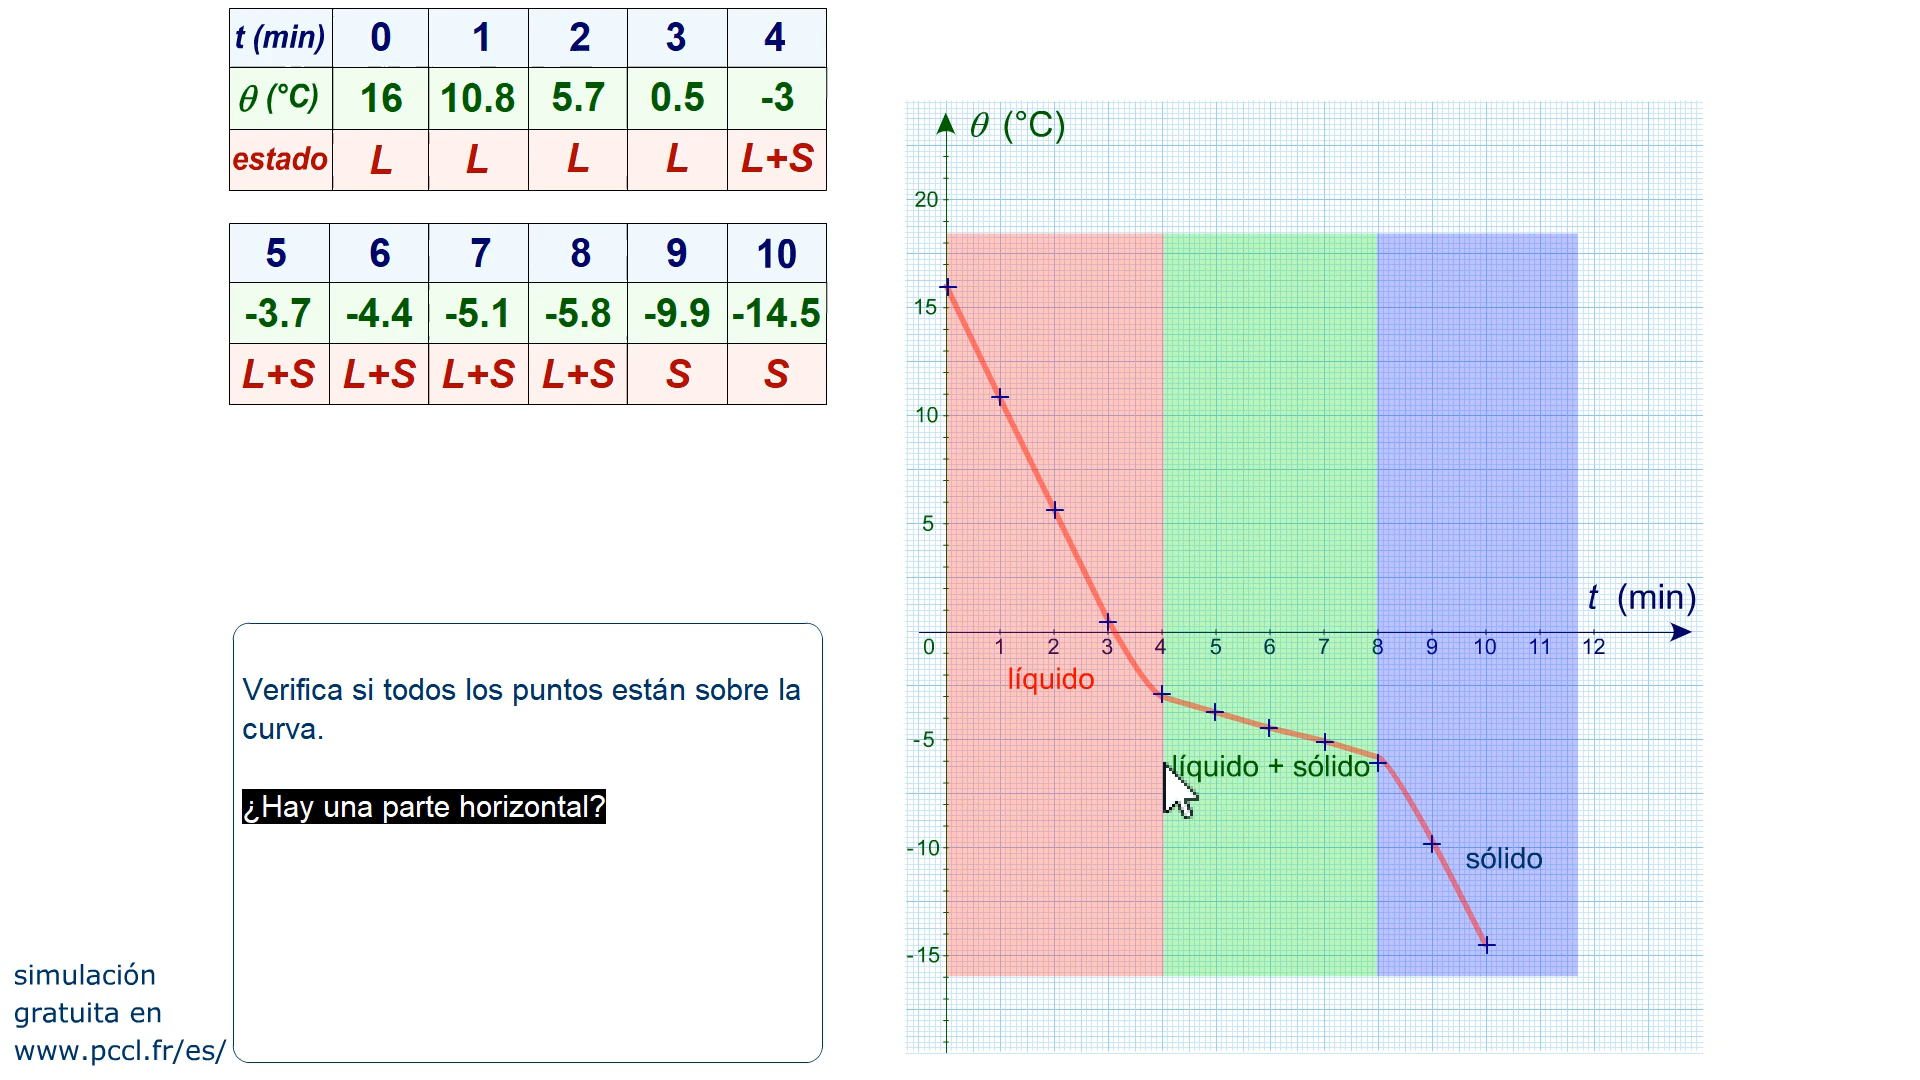 t (min) 0 1 2 3 4
θ (°C) 16 10.8 5.7 0.5 -3
estado L L L L L+S
5 6 7 8 9 10
-3.7 -4.4 -5.1 -5.8 -9.9 -14.5
L+S L+S L+S L+S S S
Verifica si todos los puntos están sobre la
curva.
¿Hay una parte horizontal?
simulación
gratuita en
www.pccl.fr/es/
θ (°C)
20
15
10
5
t (min)
0 1 2 3 4 5 6 7 8 9 10 11 12
líquido
-5
líquido + sólido
-10
sólido
-15